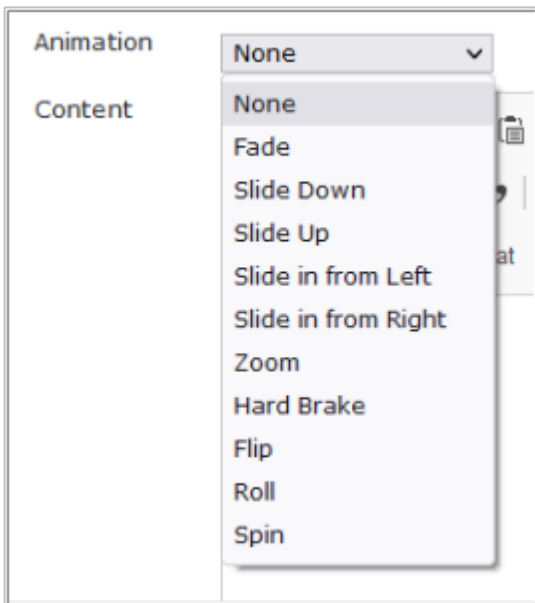 Animation
None
Content
None
Fade
Slide Down
Slide Up
at
Slide in from Left
Slide in from Right
Zoom
Hard Brake
Flip
Roll
Spin